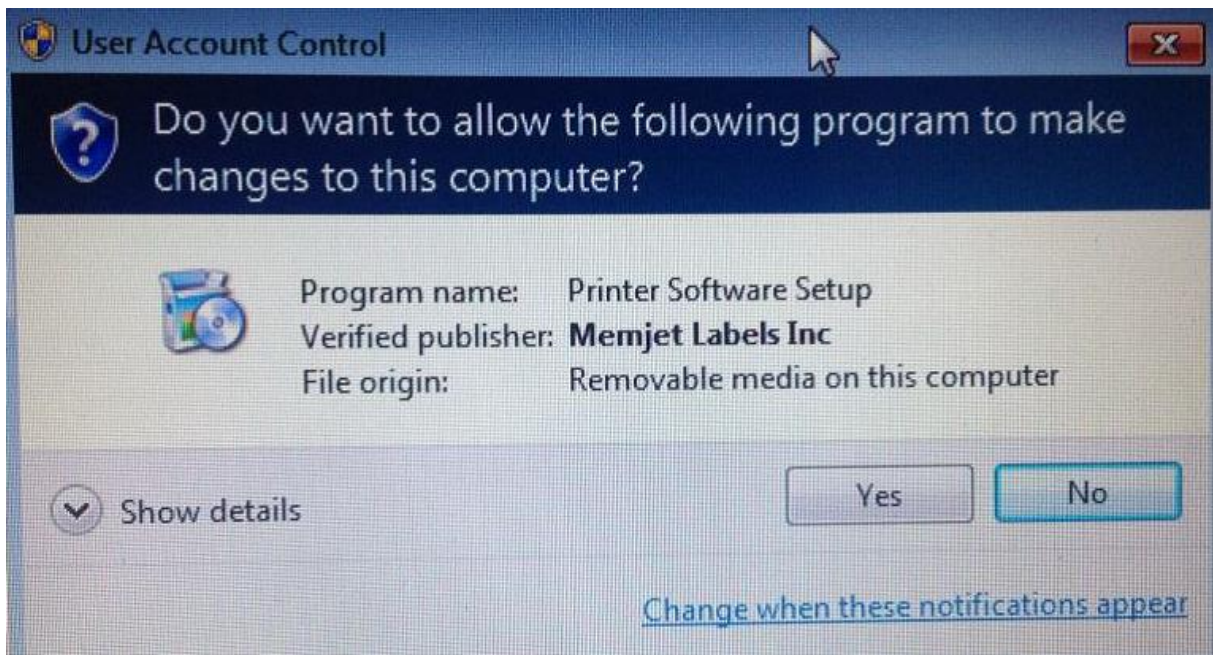 User Account Control
Do you want to allow the following program to make
changes to this computer?
Program name: Printer Software Setup
Verified publisher: Memjet Labels Inc
File origin: Removable media on this computer
Show details
Yes No
Change when these notifications appear